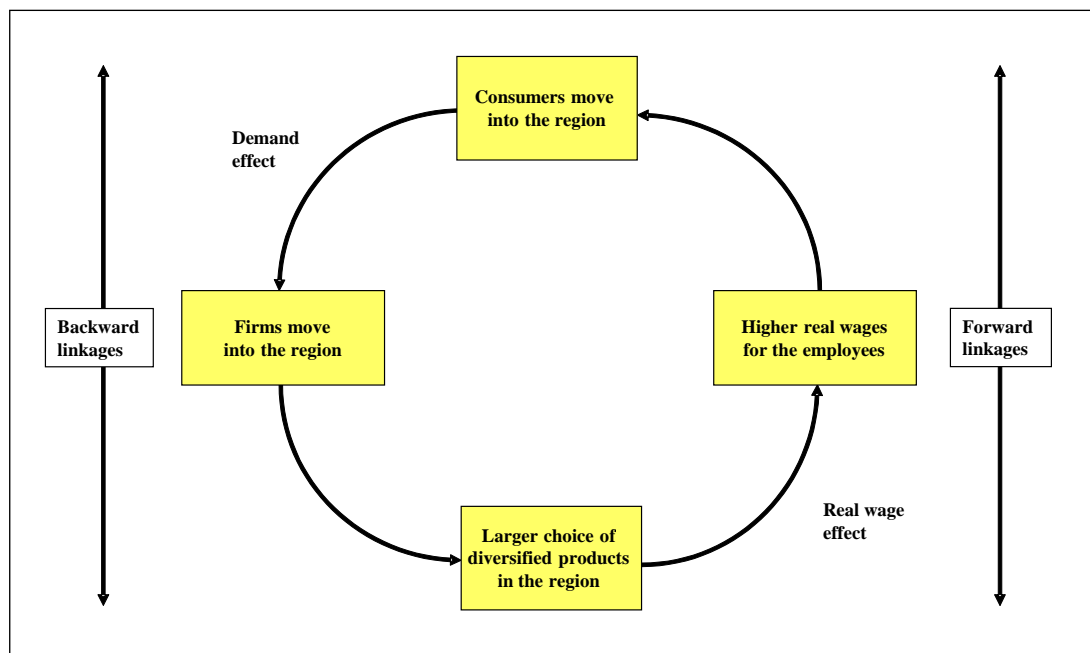 Consumers move
into the region
Demand
effect
Backward
linkages
Firms move
into the region
Higher real wages
for the employees
Forward
linkages
Larger choice of
diversified products
in the region
Real wage
effect